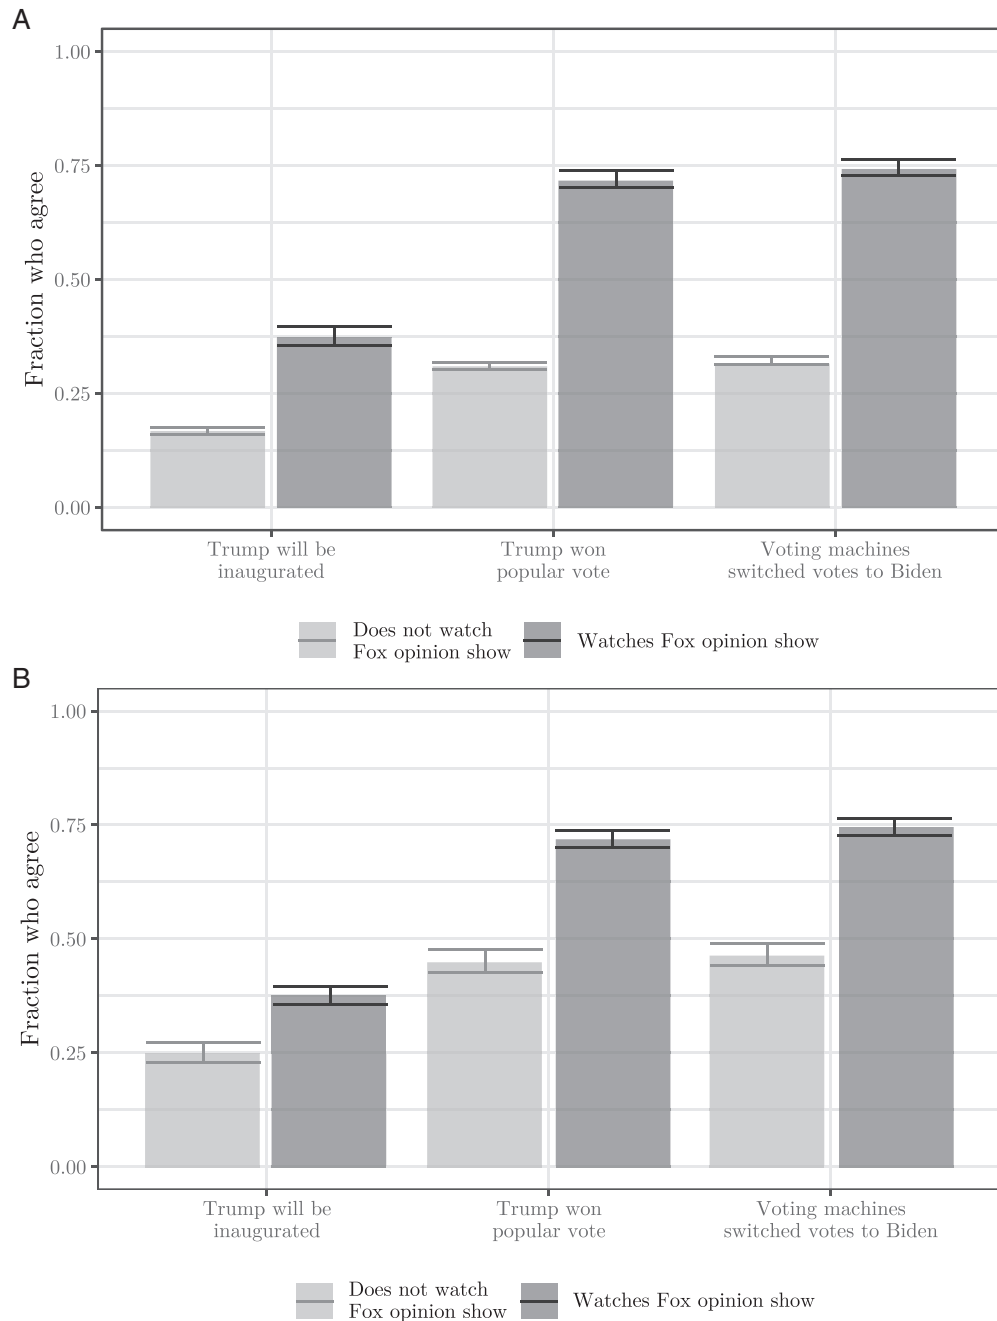 A
1.00
0.75
0.50
0.25
0.00
Fraction who agree
Trump will be
inaugurated
Trump won
popular vote
Voting machines
switched votes to Biden
Does not watch
Fox opinion show
Watches Fox opinion show
B
1.00
0.75
0.50
0.25
0.00
Fraction who agree
Trump will be
inaugurated
Trump won
popular vote
Voting machines
switched votes to Biden
Does not watch
Fox opinion show
Watches Fox opinion show